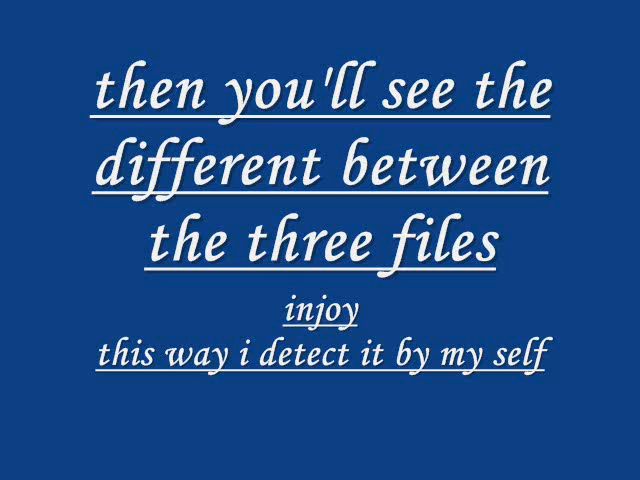 then you'll see the
different between
the three files
injoy
this way i detect it by my self